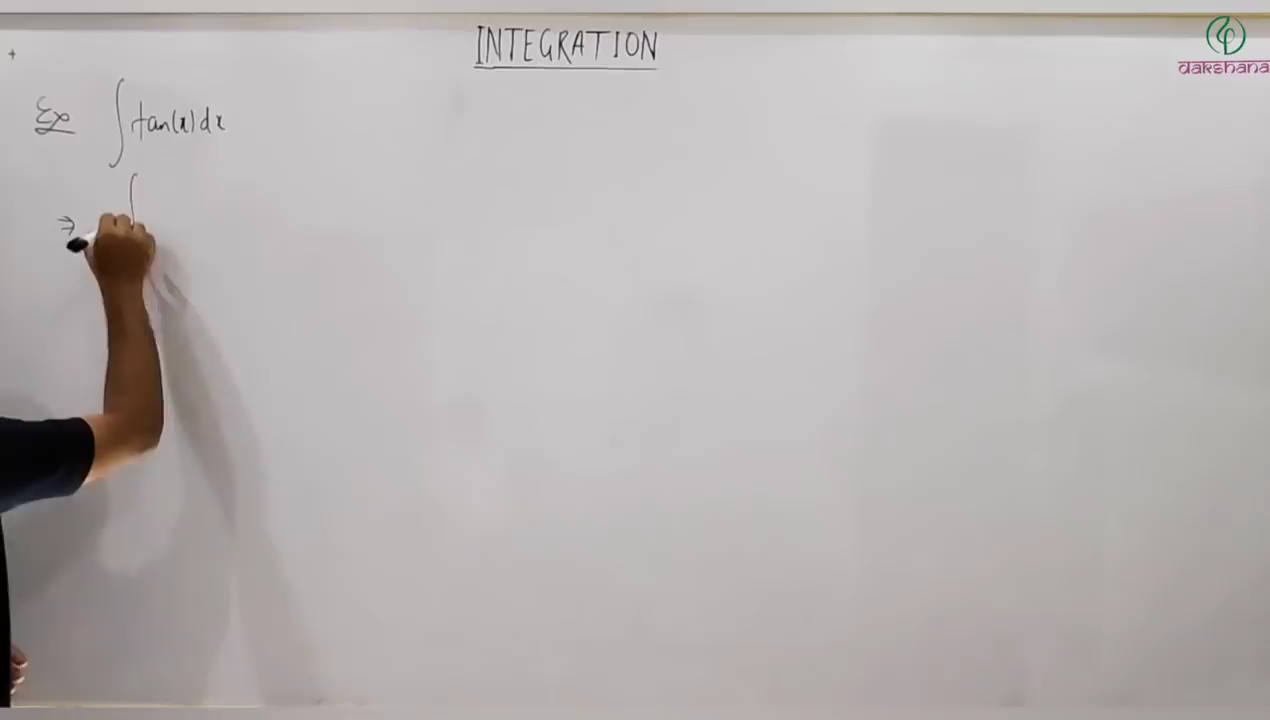 INTEGRATION
dakshana
Ex ∫ tan(x) dx
⇒ ∫